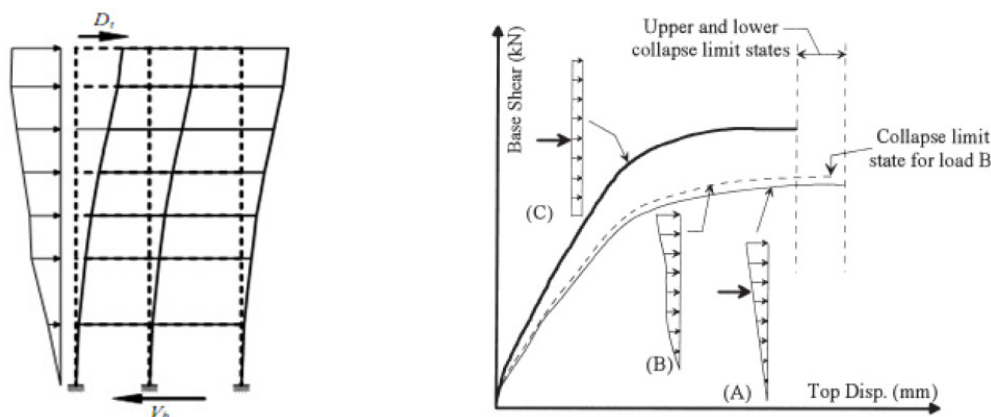 D_t
V_b
Base Shear (kN)
Upper and lower
collapse limit states
Collapse limit
state for load B
(C)
(B)
(A)
Top Disp. (mm)